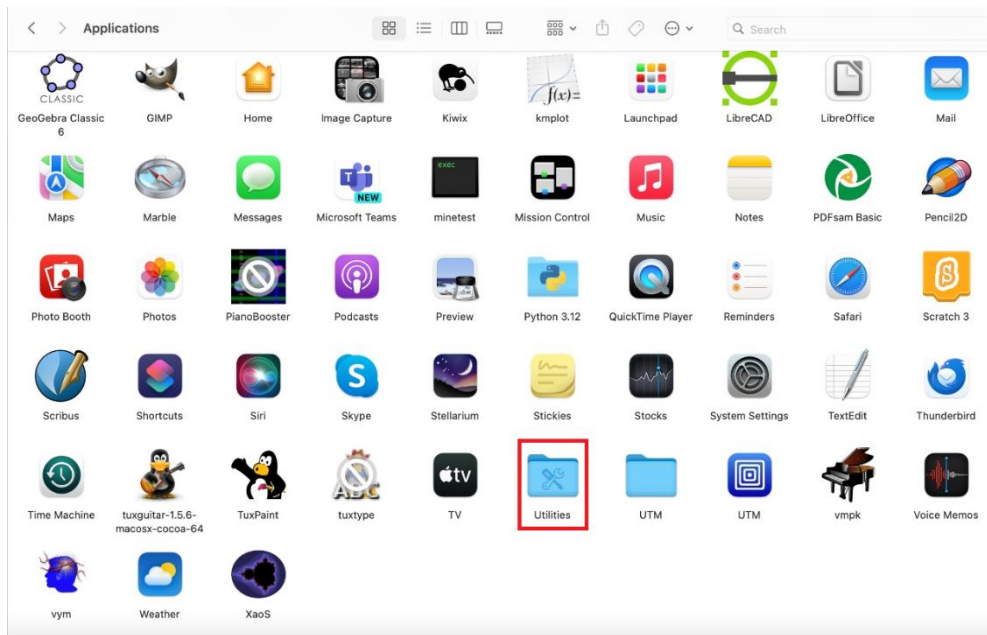 Applications
Search
CLASSIC
f(x)=
GeoGebra Classic
6
GIMP
Home
Image Capture
Kiwix
kmplot
Launchpad
LibreCAD
LibreOffice
Mail
exec
NEW
Maps
Marble
Messages
Microsoft Teams
minetest
Mission Control
Music
Notes
PDFsam Basic
Pencil2D
Photo Booth
Photos
PianoBooster
Podcasts
Preview
Python 3.12
QuickTime Player
Reminders
Safari
Scratch 3
Scribus
Shortcuts
Siri
Skype
Stellarium
Stickies
Stocks
System Settings
TextEdit
Thunderbird
ABC
tv
Time Machine
tuxguitar-1.5.6-
macosx-cocoa-64
TuxPaint
tuxtype
TV
Utilities
UTM
UTM
vmpk
Voice Memos
vym
Weather
XaoS